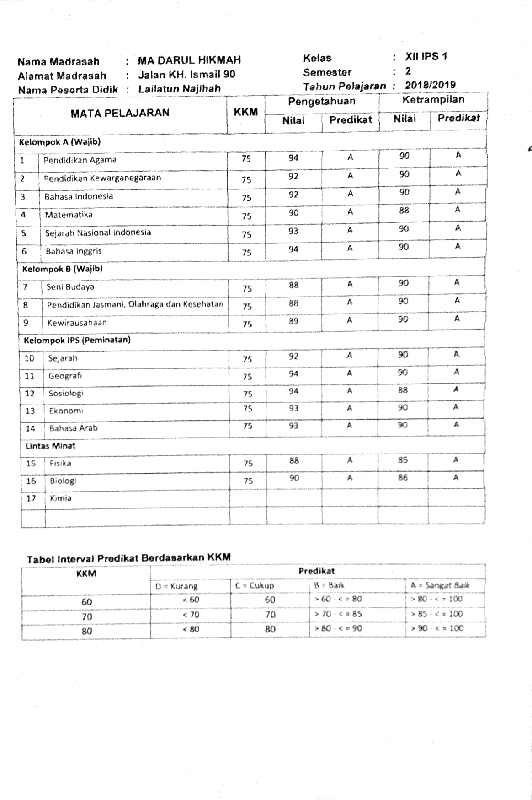 Nama Madrasah : MA DARUL HIKMAH Kelas : XII IPS 1
Alamat Madrasah : Jalan KH. Ismail 90 Semester : 2
Nama Peserta Didik : Lailatun Najihah Tahun Pelajaran : 2018/2019
MATA PELAJARAN KKM Pengetahuan Ketrampilan
Nilai Predikat Nilai Predikat
Kelompok A (Wajib)
1 Pendidikan Agama 75 94 A 90 A
2 Pendidikan Kewarganegaraan 75 92 A 90 A
3 Bahasa Indonesia 75 92 A 90 A
4 Matematika 75 90 A 88 A
5 Sejarah Nasional Indonesia 75 93 A 90 A
6 Bahasa Inggris 75 94 A 90 A
Kelompok B (Wajib)
7 Seni Budaya 75 88 A 90 A
8 Pendidikan Jasmani, Olahraga dan Kesehatan 75 88 A 90 A
9 Kewirausahaan 75 89 A 90 A
Kelompok IPS (Peminatan)
10 Sejarah 75 92 A 90 A
11 Geografi 75 94 A 90 A
12 Sosiologi 75 94 A 88 A
13 Ekonomi 75 93 A 90 A
14 Bahasa Arab 75 93 A 90 A
Lintas Minat
15 Fisika 75 88 A 85 A
16 Biologi 75 90 A 86 A
17 Kimia
Tabel Interval Predikat Berdasarkan KKM
KKM Predikat
D = Kurang C = Cukup B = Baik A = Sangat Baik
60 < 60 60 > 60 - < = 80 > 80 - < = 100
70 < 70 70 > 70 - < = 85 > 85 - < = 100
80 < 80 80 > 80 - < = 90 > 90 - < = 100